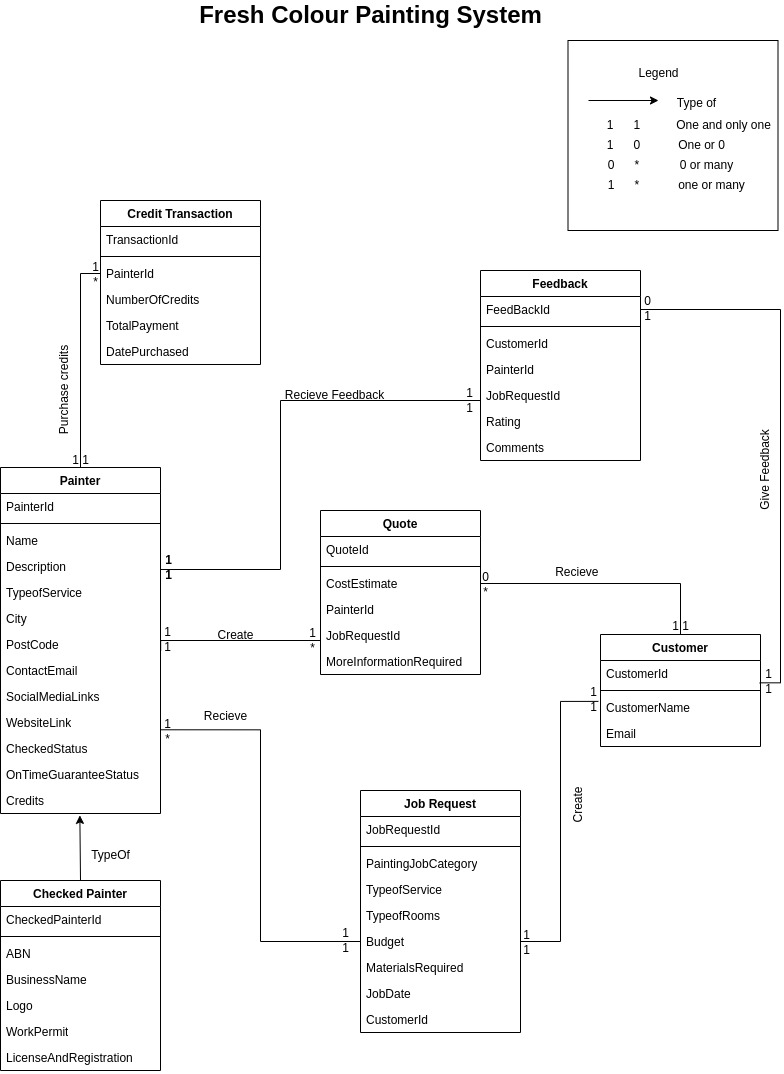 Fresh Colour Painting System
Legend
Type of
1 1 One and only one
1 0 One or 0
0 * 0 or many
1 * one or many
Credit Transaction
TransactionId
PainterId
NumberOfCredits
TotalPayment
DatePurchased
1
*
Purchase credits
1 1
Feedback
FeedBackId
CustomerId
PainterId
JobRequestId
Rating
Comments
0
1
Give Feedback
Recieve Feedback
1
1
Painter
PainterId
Name
Description
TypeofService
City
PostCode
ContactEmail
SocialMediaLinks
WebsiteLink
CheckedStatus
OnTimeGuaranteeStatus
Credits
1
1
1
1
Create
1
*
1
*
Recieve
Quote
QuoteId
CostEstimate
PainterId
JobRequestId
MoreInformationRequired
0
*
Recieve
1 1
Customer
CustomerId
CustomerName
Email
1
1
1
1
Create
Job Request
JobRequestId
PaintingJobCategory
TypeofService
TypeofRooms
Budget
MaterialsRequired
JobDate
CustomerId
1
1
1
1
TypeOf
Checked Painter
CheckedPainterId
ABN
BusinessName
Logo
WorkPermit
LicenseAndRegistration